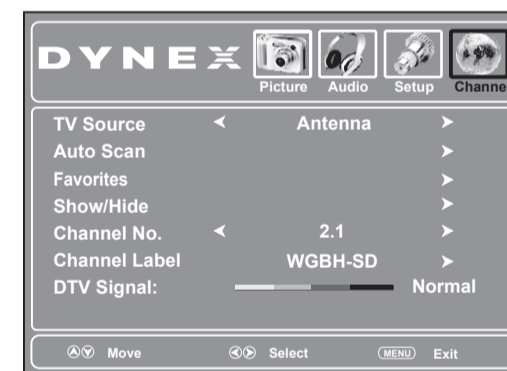 DYNEX
Picture Audio Setup Channe
TV Source Antenna
Auto Scan
Favorites
Show/Hide
Channel No. 2.1
Channel Label WGBH-SD
DTV Signal: Normal
Move Select MENU Exit